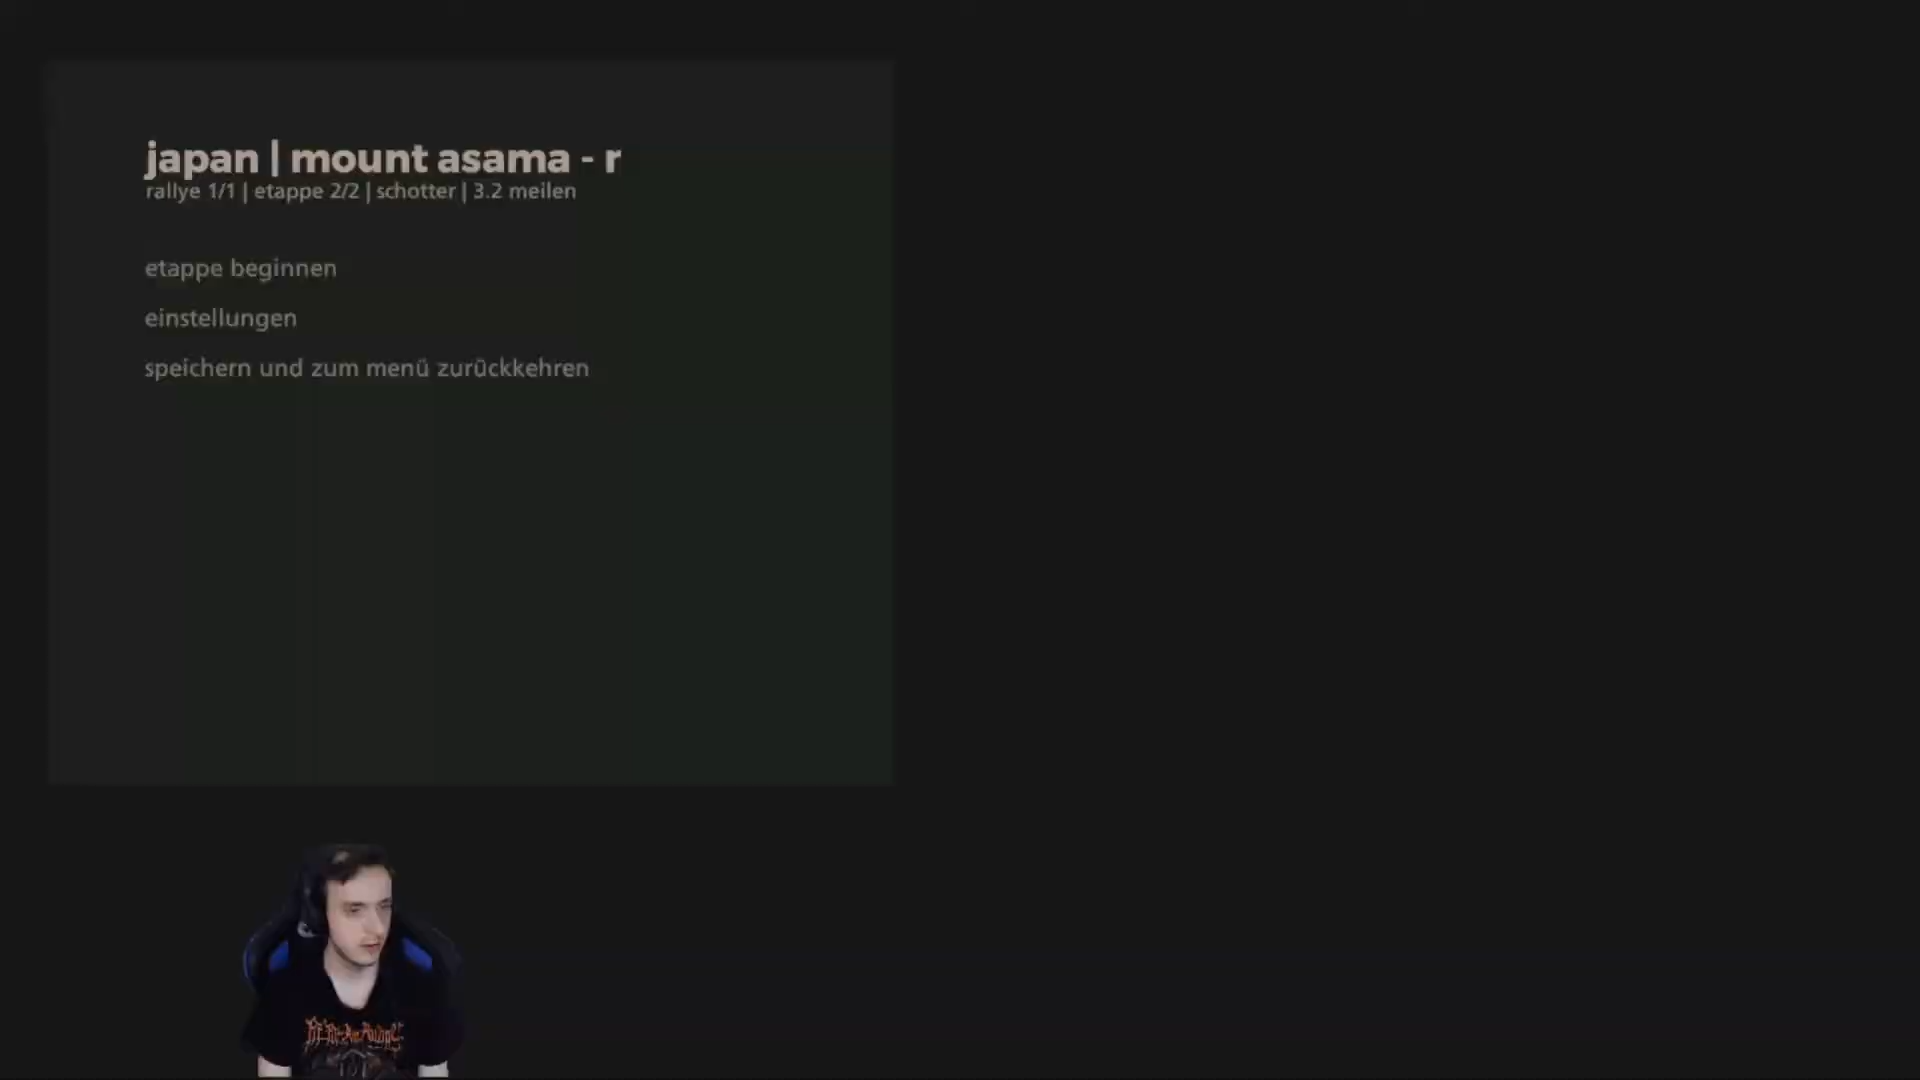 japan | mount asama - r
rallye 1/1 | etappe 2/2 | schotter | 3.2 meilen
etappe beginnen
einstellungen
speichern und zum menü zurückkehren